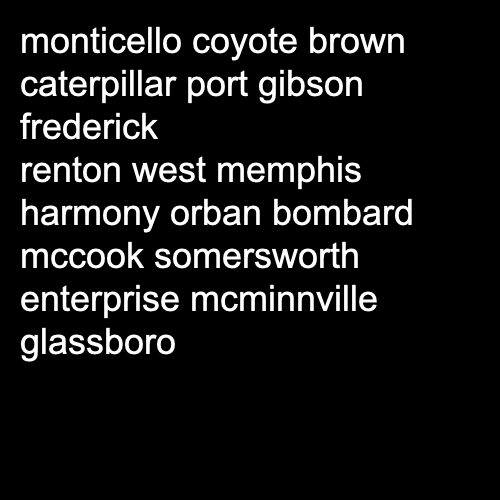 monticello coyote brown
caterpillar port gibson
frederick
renton west memphis
harmony orban bombard
mccook somersworth
enterprise mcminnville
glassboro